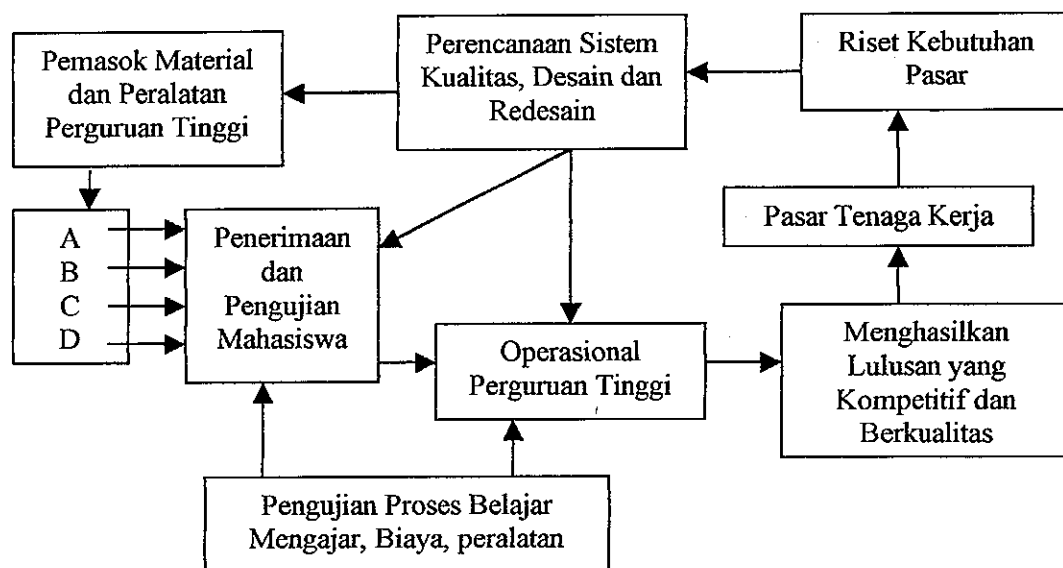 Pemasok Material
dan Peralatan
Perguruan Tinggi
Perencanaan Sistem
Kualitas, Desain dan
Redesain
Riset Kebutuhan
Pasar
A
B
C
D
Penerimaan
dan
Pengujian
Mahasiswa
Pasar Tenaga Kerja
Operasional
Perguruan Tinggi
Menghasilkan
Lulusan yang
Kompetitif dan
Berkualitas
Pengujian Proses Belajar
Mengajar, Biaya, peralatan